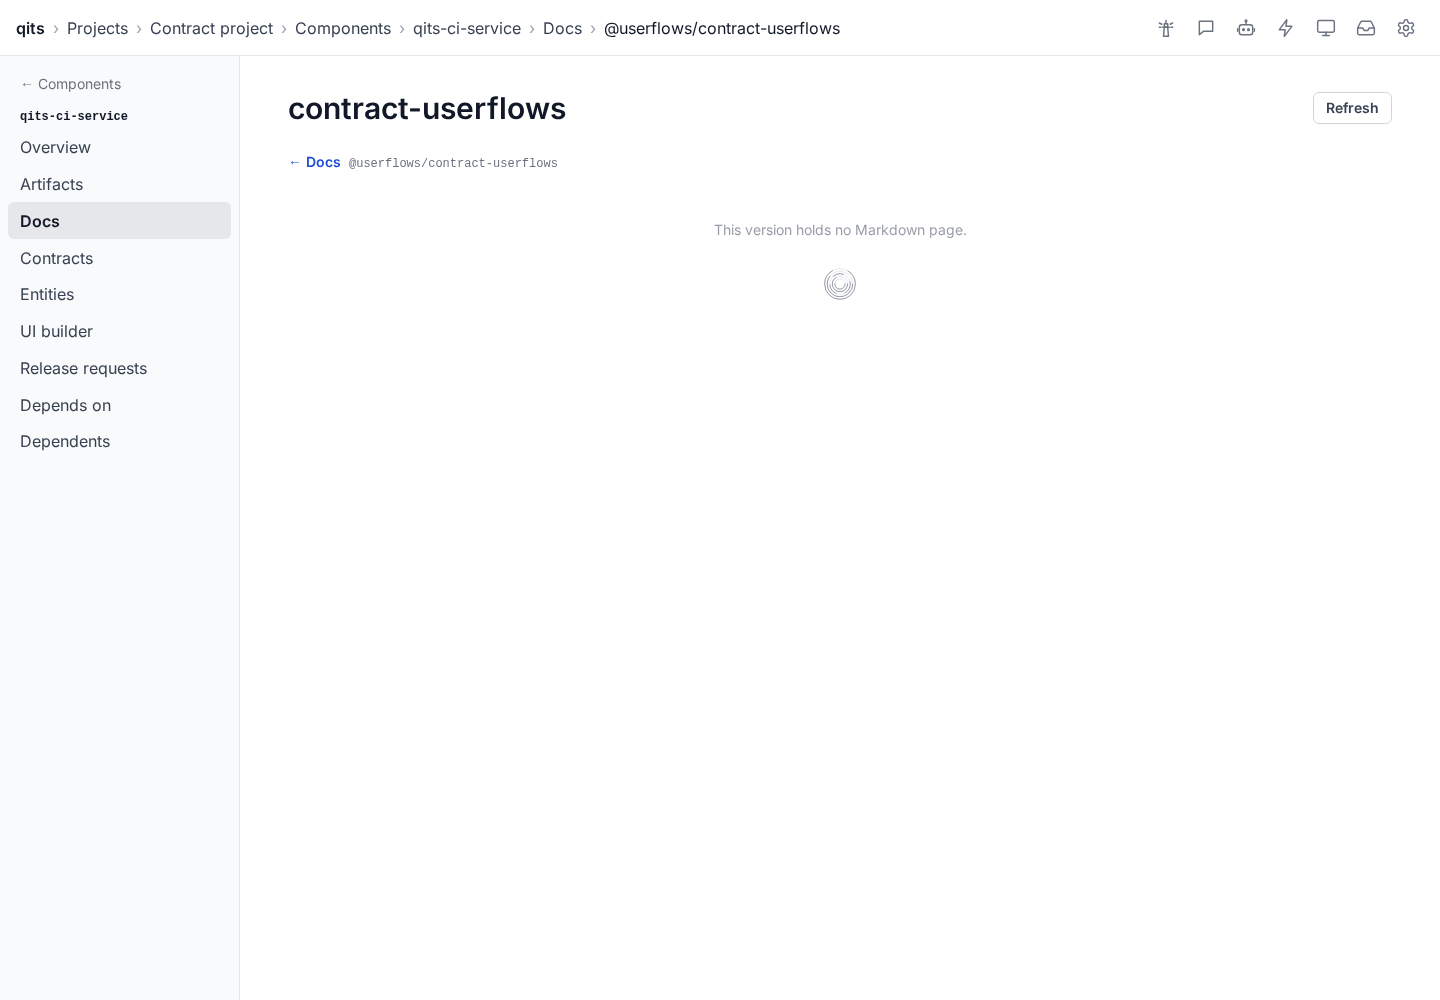 qits › Projects › Contract project › Components › qits-ci-service › Docs › @userflows/contract-userflows
← Components
qits-ci-service
Overview
Artifacts
Docs
Contracts
Entities
UI builder
Release requests
Depends on
Dependents
contract-userflows
Refresh
← Docs @userflows/contract-userflows
This version holds no Markdown page.